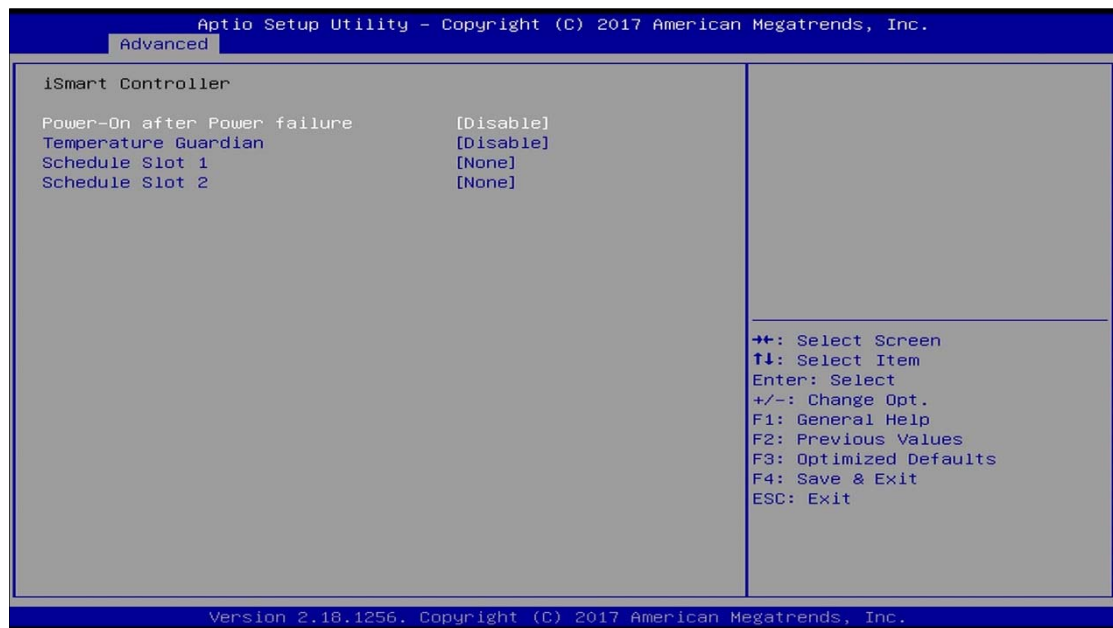 Aptio Setup Utility – Copyright (C) 2017 American Megatrends, Inc.
Advanced
iSmart Controller
Power-On after Power failure [Disable]
Temperature Guardian [Disable]
Schedule Slot 1 [None]
Schedule Slot 2 [None]
→←: Select Screen
↑↓: Select Item
Enter: Select
+/-: Change Opt.
F1: General Help
F2: Previous Values
F3: Optimized Defaults
F4: Save & Exit
ESC: Exit
Version 2.18.1256. Copyright (C) 2017 American Megatrends, Inc.